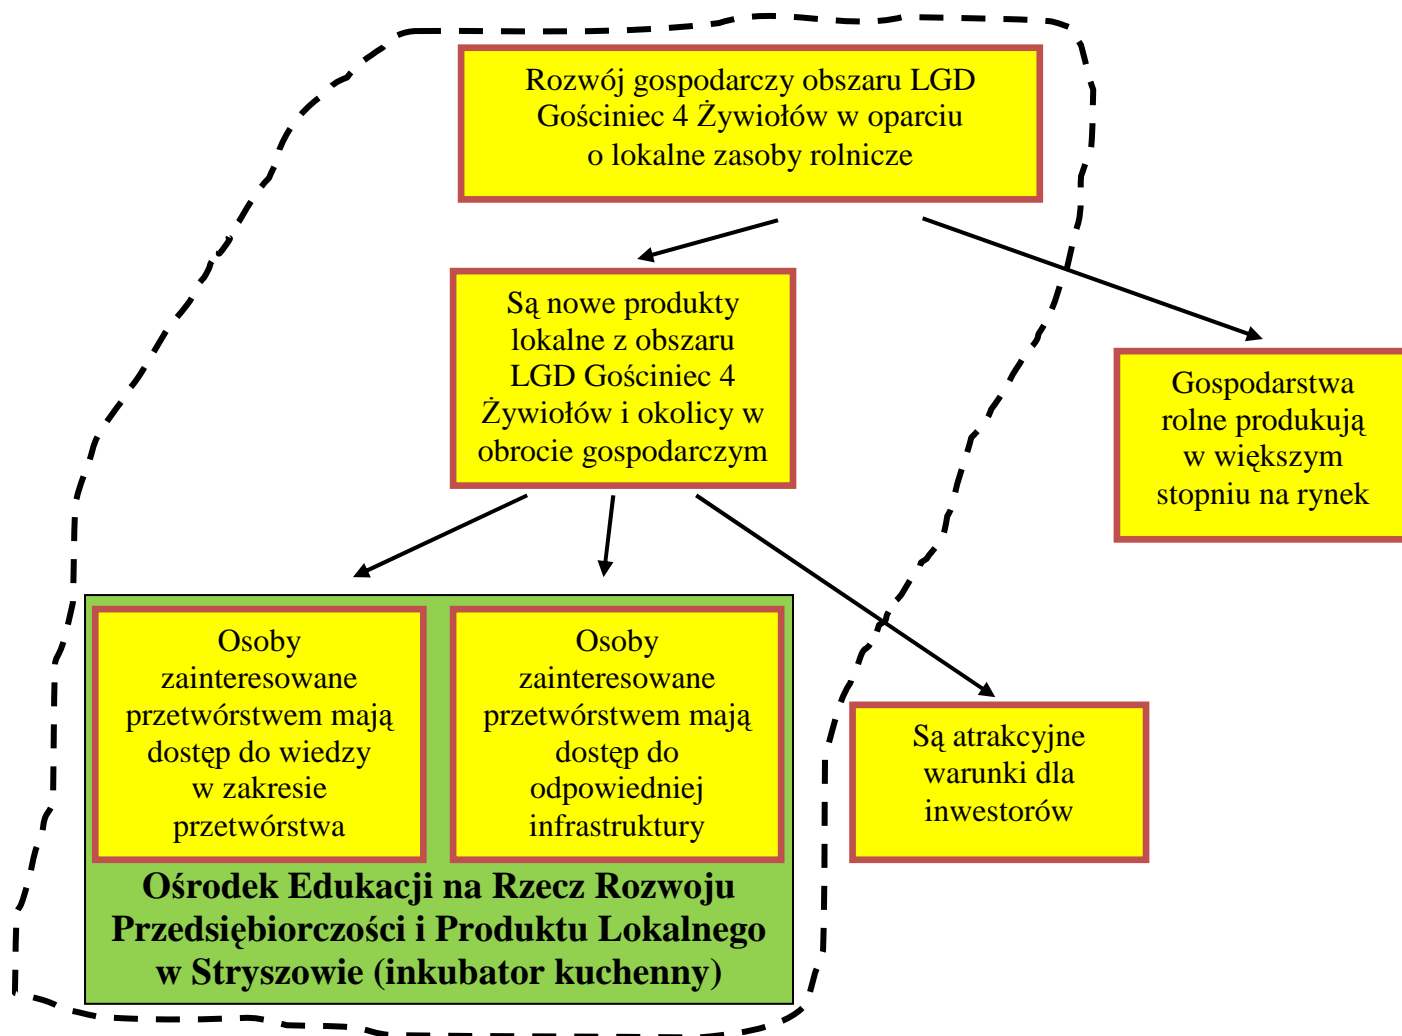 Rozwój gospodarczy obszaru LGD
Gościniec 4 Żywiołów w oparciu
o lokalne zasoby rolnicze
Są nowe produkty
lokalne z obszaru
LGD Gościniec 4
Żywiołów i okolicy w
obrocie gospodarczym
Gospodarstwa
rolne produkują
w większym
stopniu na rynek
Osoby
zainteresowane
przetwórstwem mają
dostęp do wiedzy
w zakresie
przetwórstwa
Osoby
zainteresowane
przetwórstwem mają
dostęp do
odpowiedniej
infrastruktury
Są atrakcyjne
warunki dla
inwestorów
Ośrodek Edukacji na Rzecz Rozwoju
Przedsiębiorczości i Produktu Lokalnego
w Stryszowie (inkubator kuchenny)